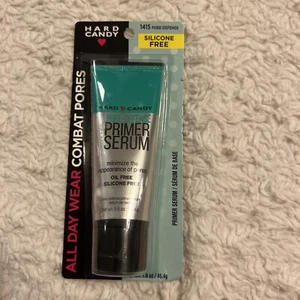 HARD
CANDY
1415 PORE DEFENSE
SILICONE
FREE
ALL DAY WEAR COMBAT PORES
HARD CANDY
PRIMER
SERUM
minimize the
appearance of pores
OIL FREE
SILICONE FREE
PRIMER SERUM / SÉRUM DE BASE